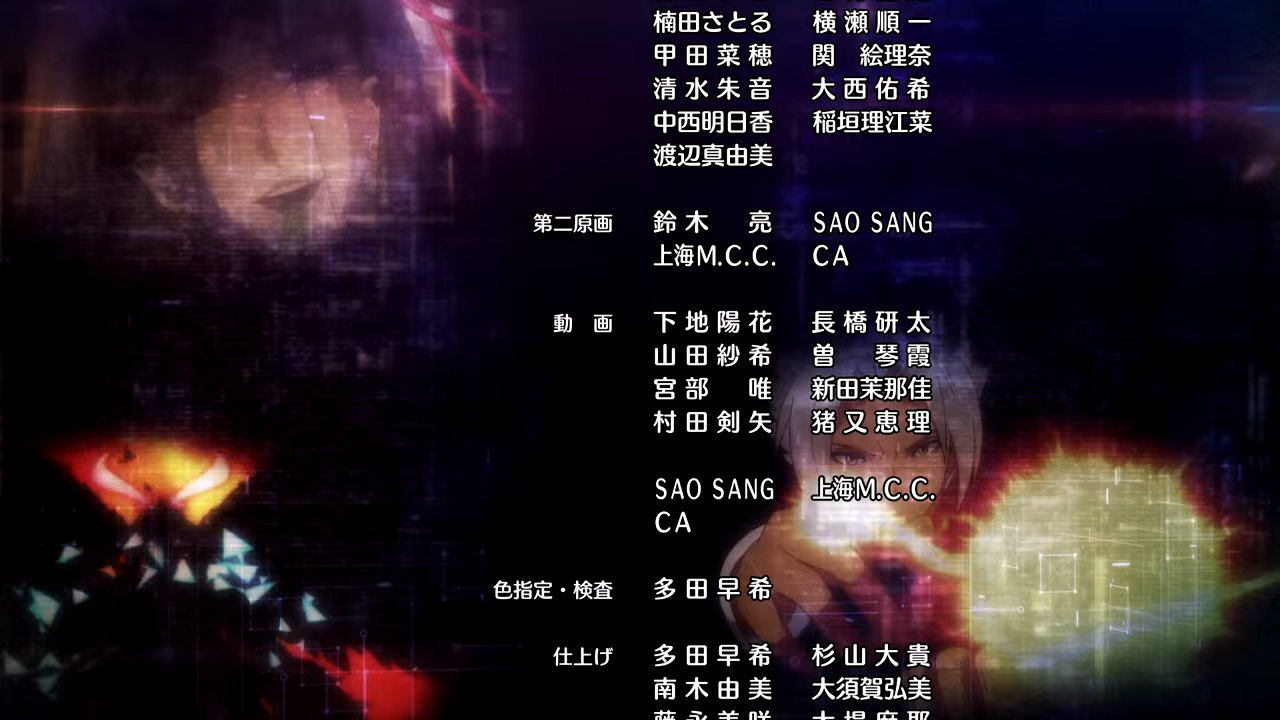 楠田さとる 横瀬順一
甲田菜穂 関 絵理奈
清水朱音 大西佑希
中西明日香 稲垣理江菜
渡辺真由美
第二原画 鈴木 亮 SAO SANG
上海M.C.C. CA
動 画 下地陽花 長橋研太
山田紗希 曽 琴霞
宮部 唯 新田茉那佳
村田剣矢 猪又恵理
SAO SANG 上海M.C.C.
CA
色指定・検査 多田早希
仕上げ 多田早希 杉山大貴
南木由美 大須賀弘美